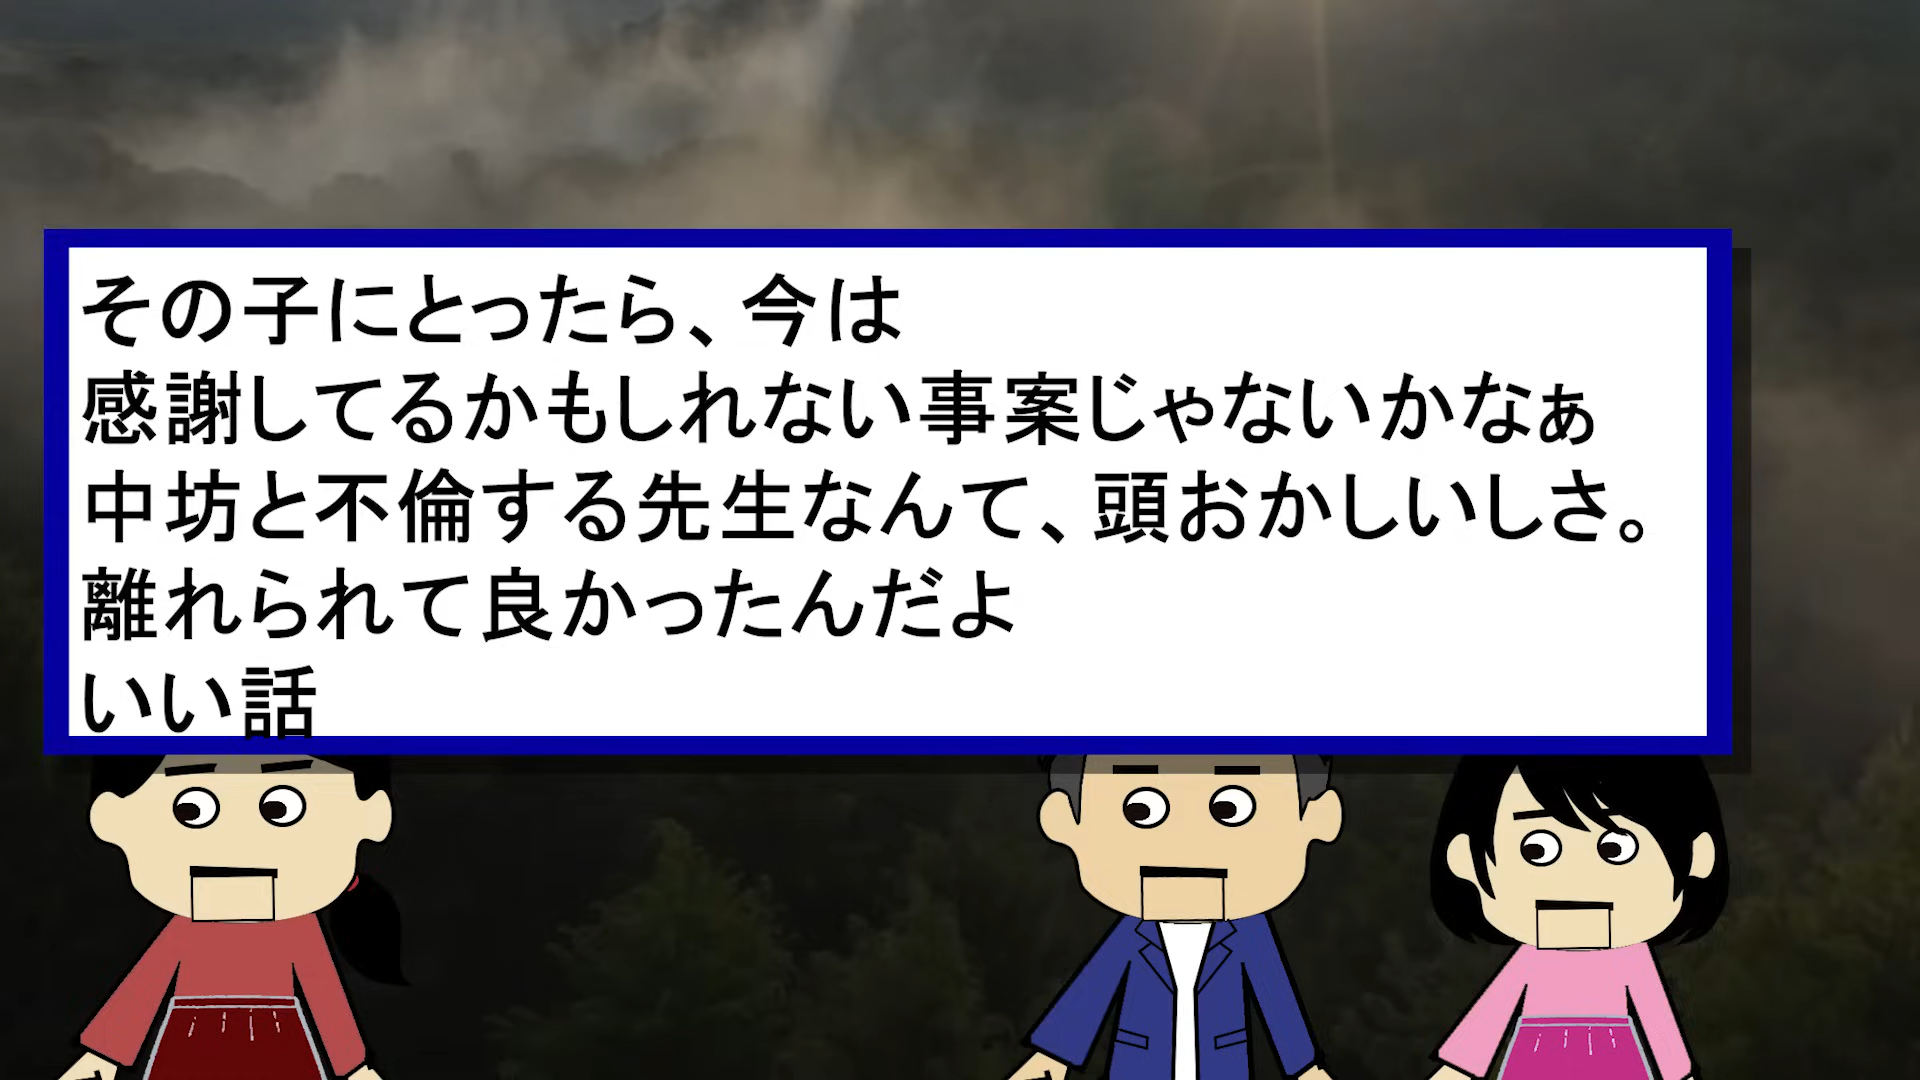 その子にとったら、今は
感謝してるかもしれない事案じゃないかなぁ
中坊と不倫する先生なんて、頭おかしいしさ。
離れられて良かったんだよ
いい話